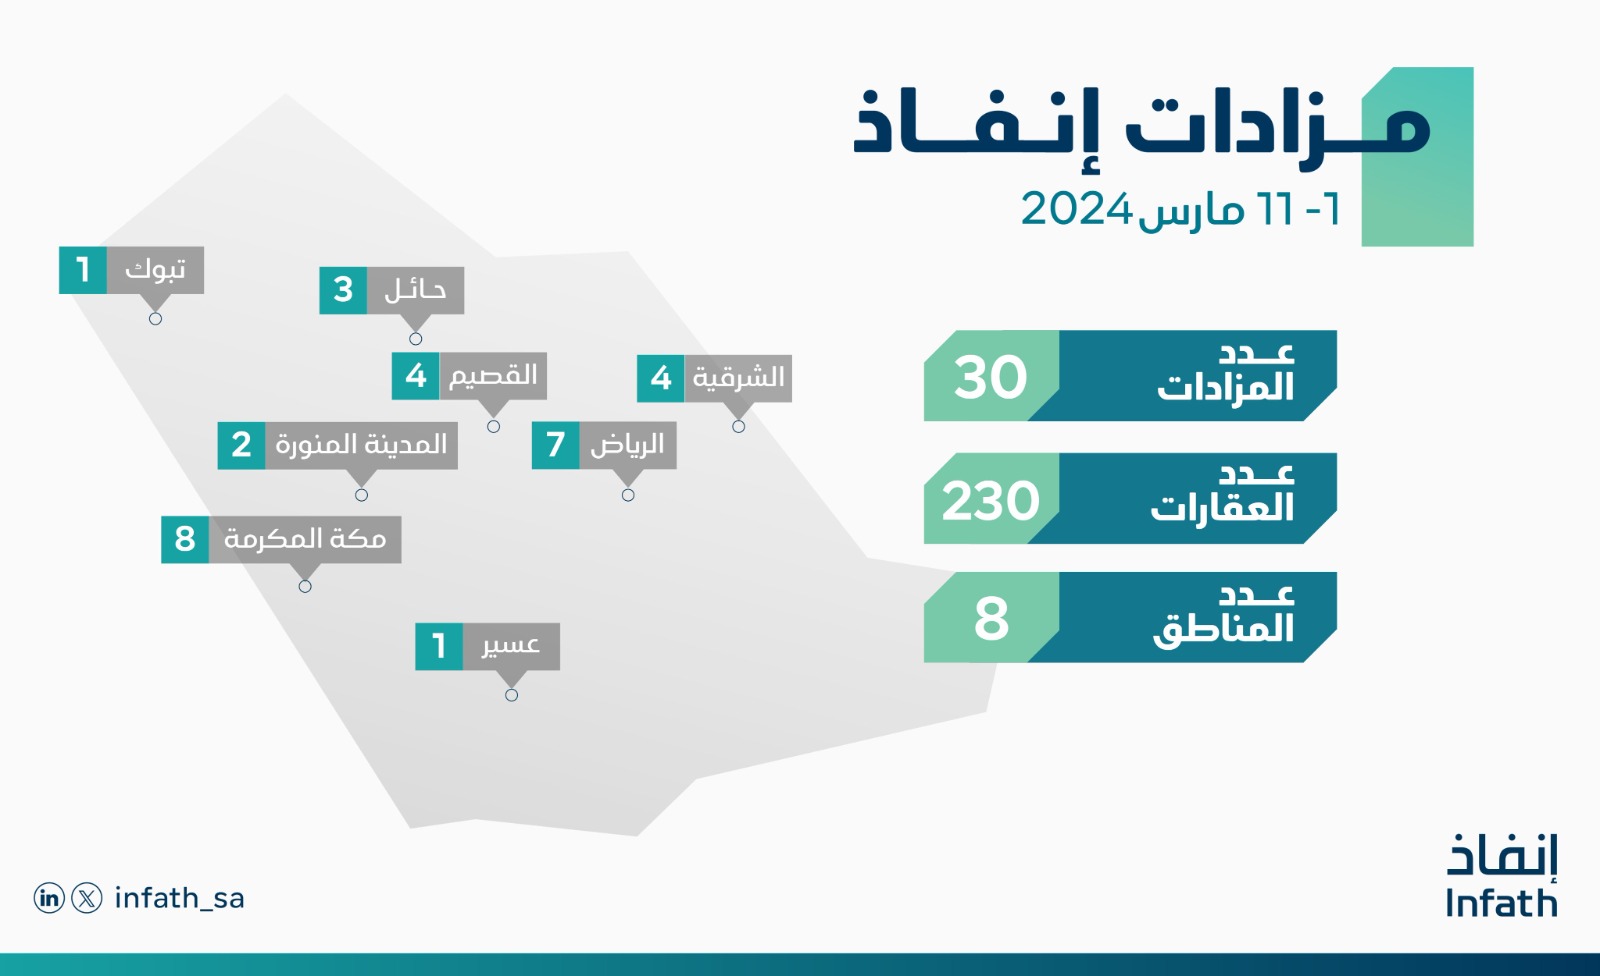 مزادات إنفاذ
1- 11 مارس 2024
عدد
المزادات
30
عدد
العقارات
230
عدد
المناطق
8
تبوك 1
حائل 3
القصيم 4
الشرقية 4
المدينة المنورة 2
الرياض 7
مكة المكرمة 8
عسير 1
إنفاذ
Infath
in X infath_sa